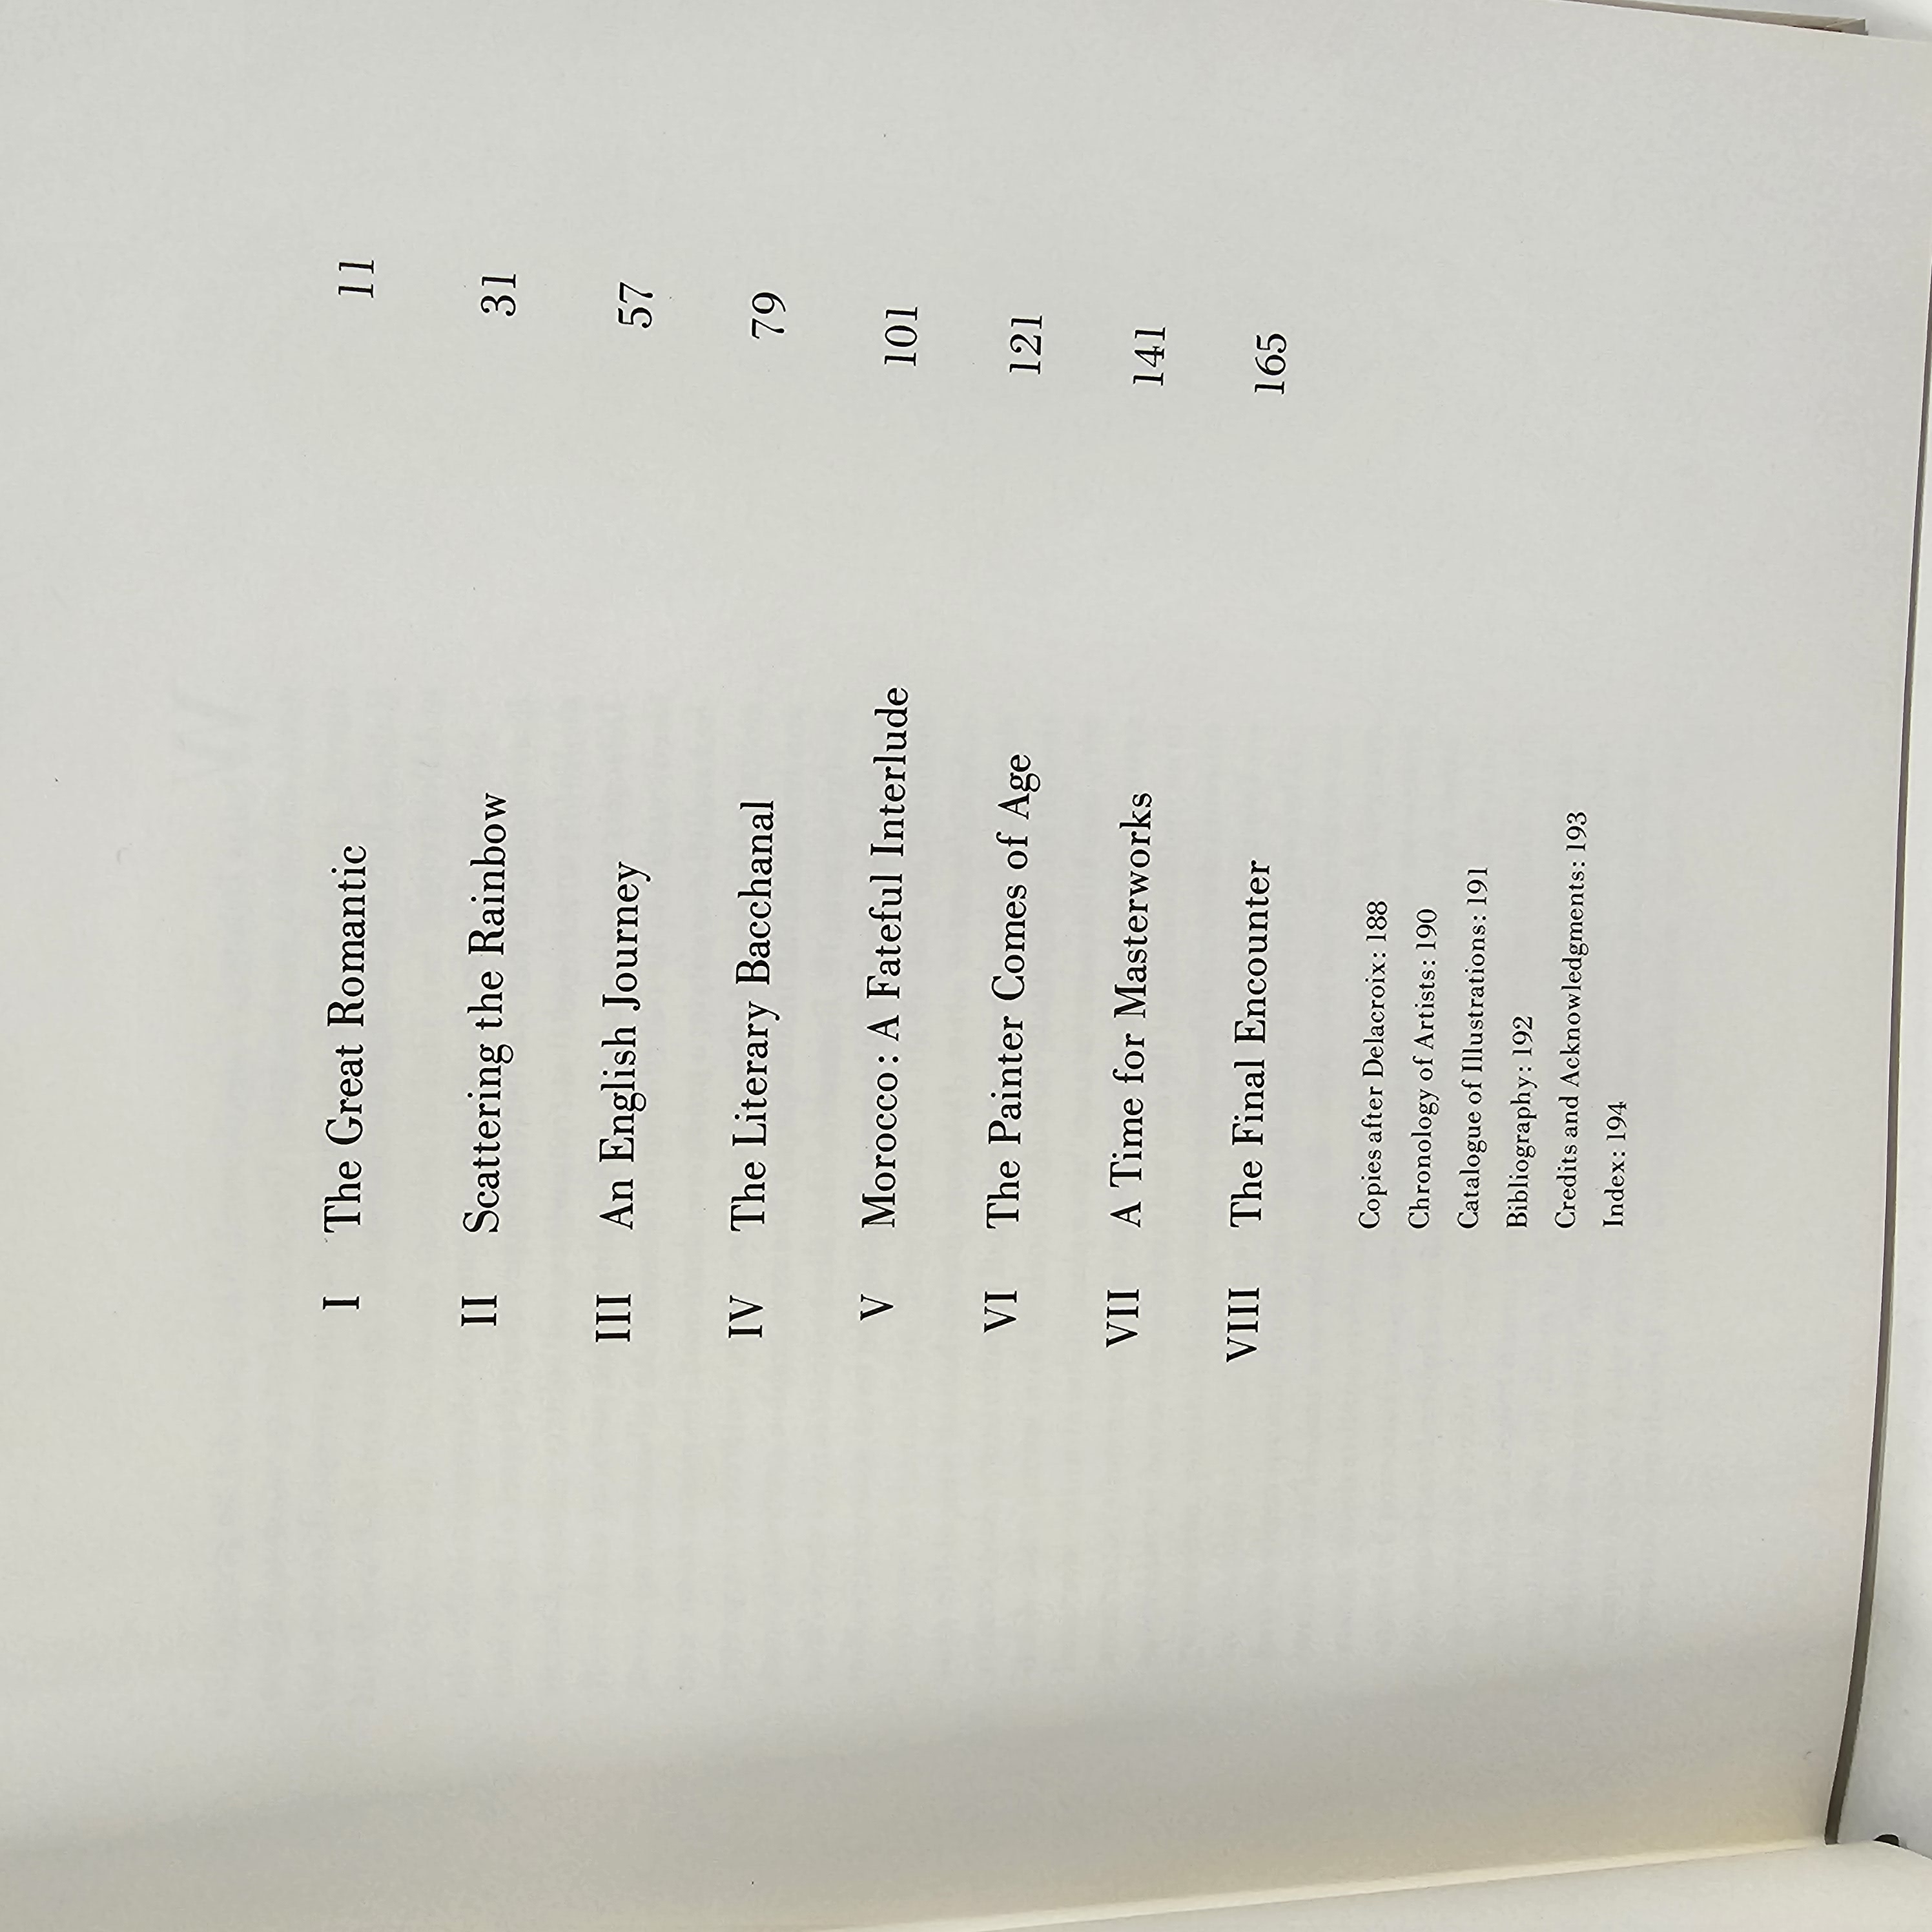 I The Great Romantic 11
II Scattering the Rainbow 31
III An English Journey 57
IV The Literary Bacchanal 79
V Morocco: A Fateful Interlude 101
VI The Painter Comes of Age 121
VII A Time for Masterworks 141
VIII The Final Encounter 165
Copies after Delacroix: 188
Chronology of Artists: 190
Catalogue of Illustrations: 191
Bibliography: 192
Credits and Acknowledgments: 193
Index: 194